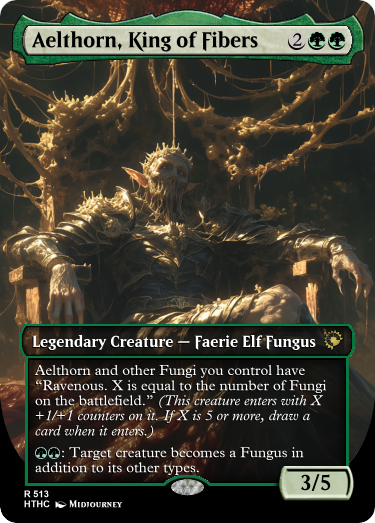 Aelthorn, King of Fibers 2
Legendary Creature — Faerie Elf Fungus
Aelthorn and other Fungi you control have
“Ravenous. X is equal to the number of Fungi
on the battlefield.” (This creature enters with X
+1/+1 counters on it. If X is 5 or more, draw a
card when it enters.)
: Target creature becomes a Fungus in
addition to its other types.
3/5
R 513
HTHC Midjourney